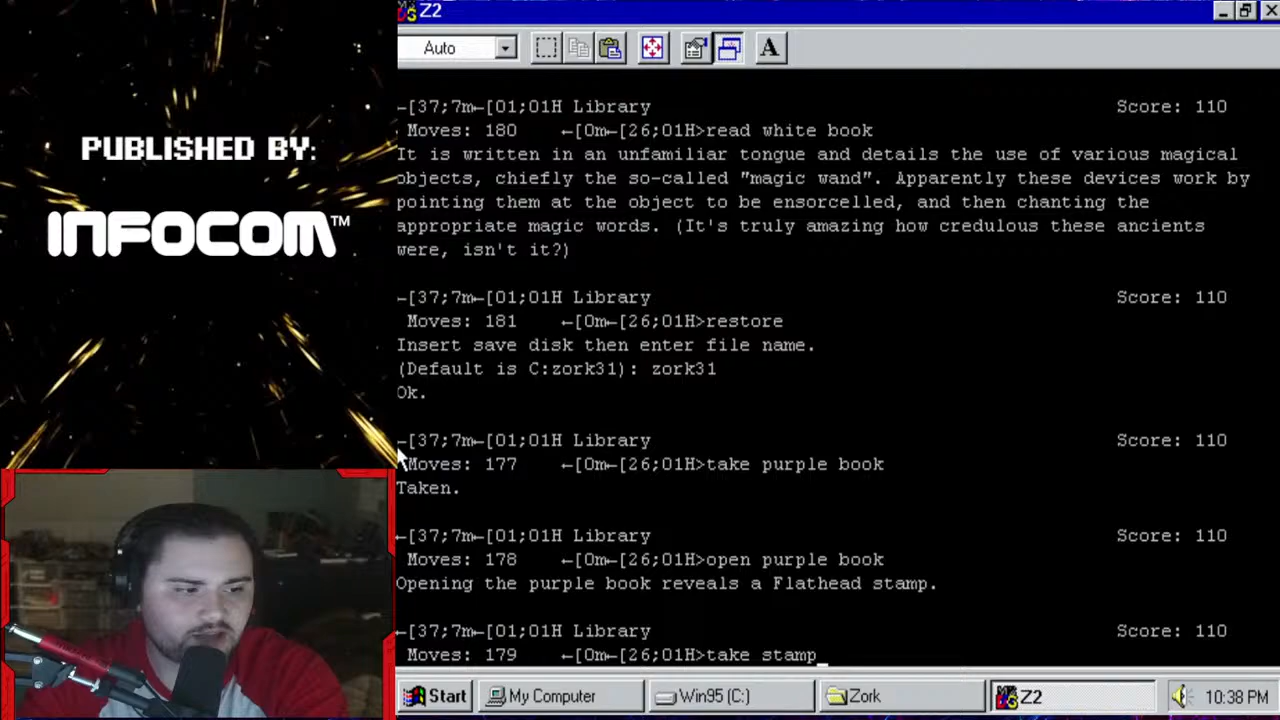 Z2
Auto
A
PUBLISHED BY:
INFOCOM™
←[37;7m←[01;01H Library Score: 110
Moves: 180 ←[0m←[26;01H>read white book
It is written in an unfamiliar tongue and details the use of various magical
objects, chiefly the so-called "magic wand". Apparently these devices work by
pointing them at the object to be ensorcelled, and then chanting the
appropriate magic words. (It's truly amazing how credulous these ancients
were, isn't it?)
←[37;7m←[01;01H Library Score: 110
Moves: 181 ←[0m←[26;01H>restore
Insert save disk then enter file name.
(Default is C:zork31): zork31
Ok.
←[37;7m←[01;01H Library Score: 110
Moves: 177 ←[0m←[26;01H>take purple book
Taken.
←[37;7m←[01;01H Library Score: 110
Moves: 178 ←[0m←[26;01H>open purple book
Opening the purple book reveals a Flathead stamp.
←[37;7m←[01;01H Library Score: 110
Moves: 179 ←[0m←[26;01H>take stamp_
Start My Computer Win95 (C:) Zork Z2 10:38 PM